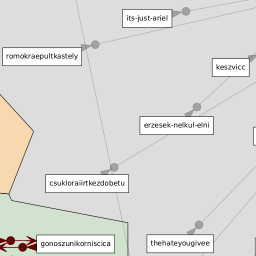 its-just-ariel
romokraepultkastely
keszvicc
erzesek-nelkul-elni
csukloraiirtkezdobetu
gonoszunikorniscica
thehateyougivee